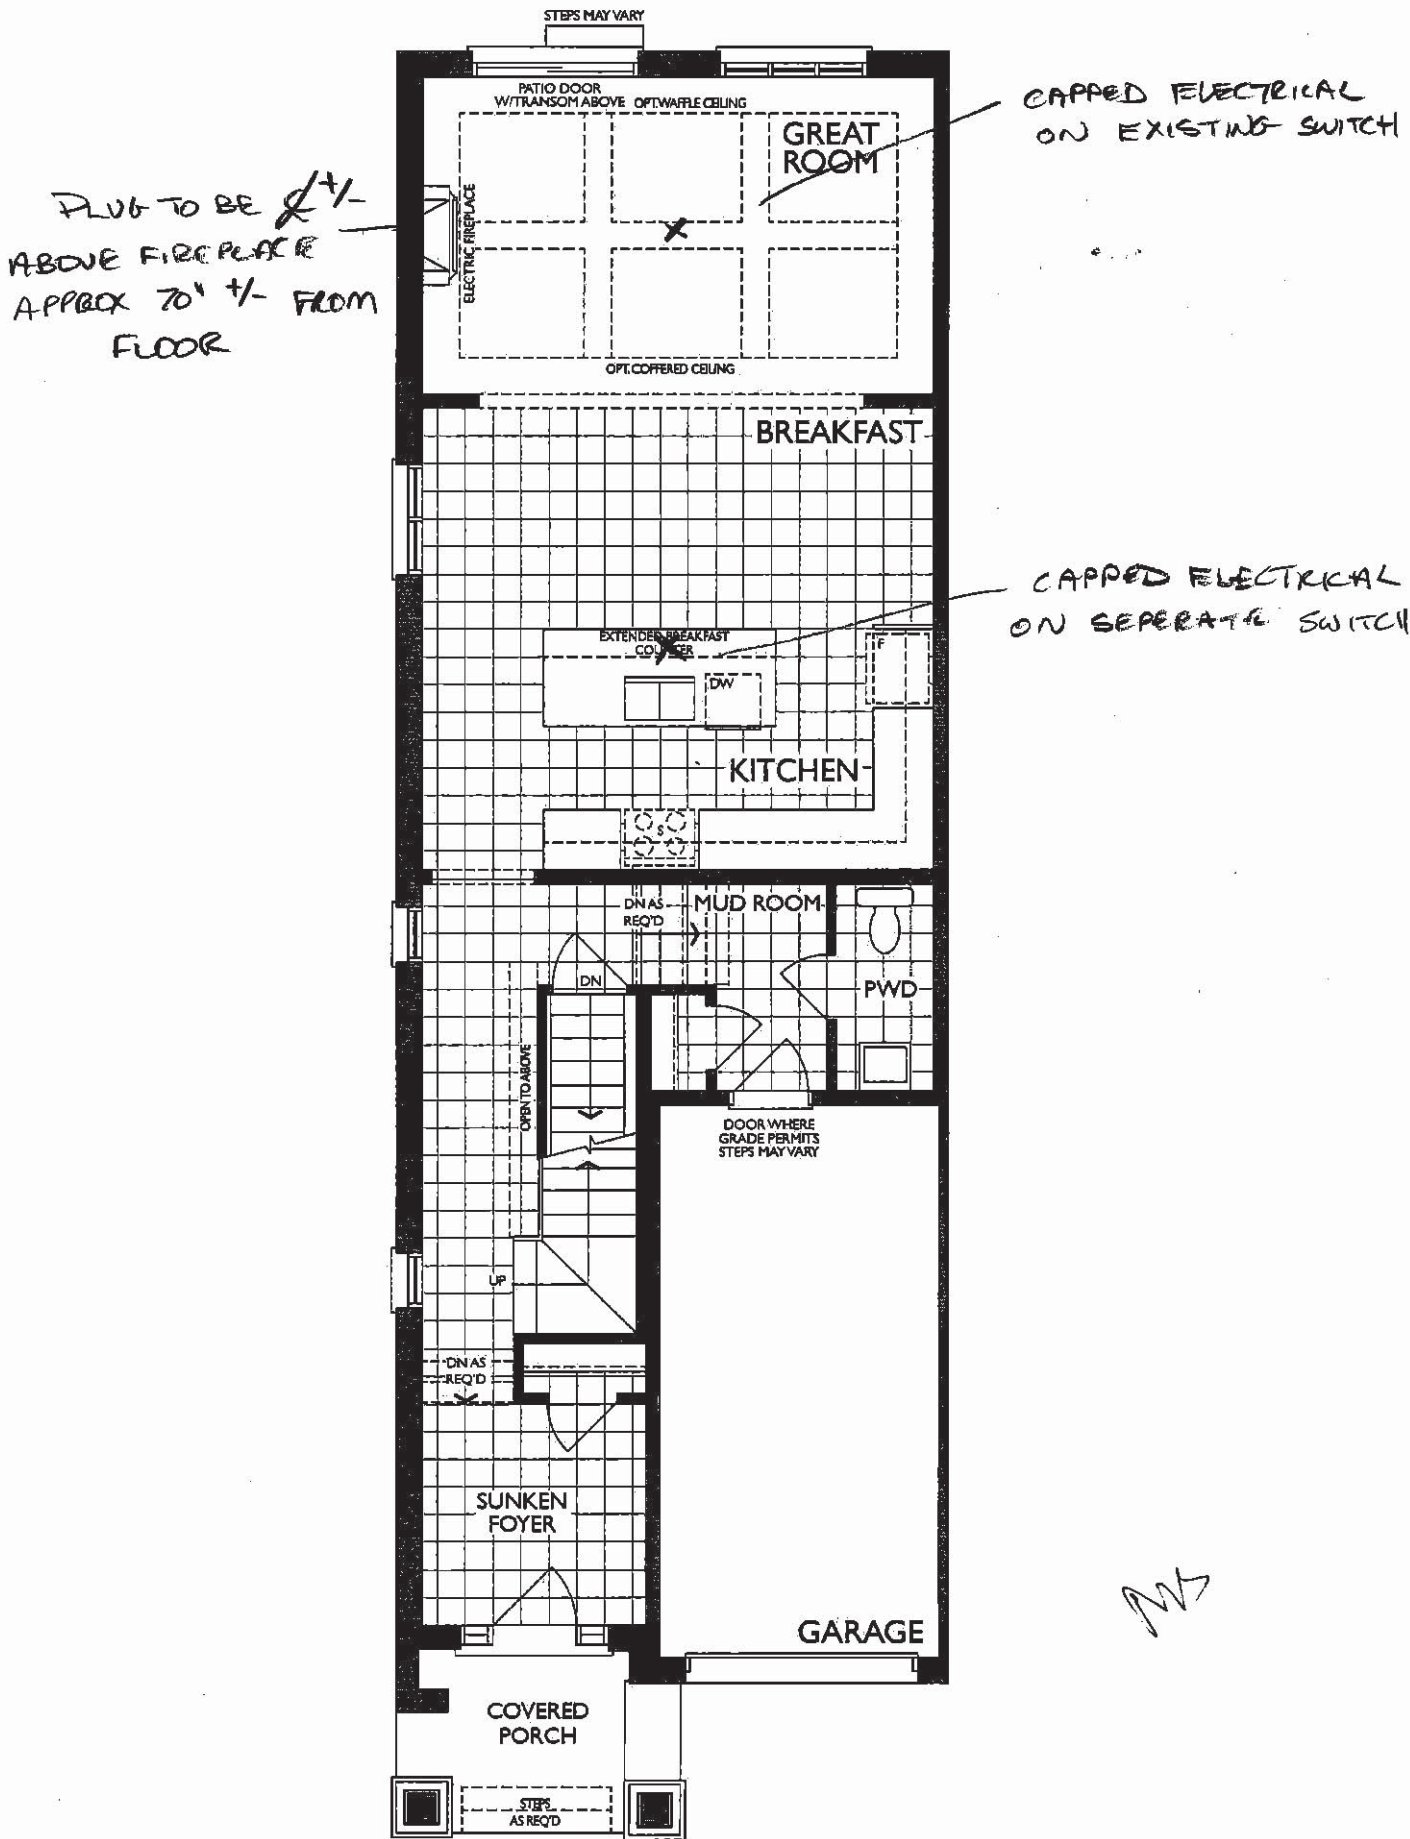 STEPS MAY VARY
PATIO DOOR
W/TRANSOM ABOVE OPT.WAFFLE CEILING
GREAT
ROOM
CAPPED ELECTRICAL
ON EXISTING SWITCH
PLUG TO BE ℄ +/-
ABOVE FIREPLACE
APPROX 70" +/- FROM
FLOOR
ELECTRIC FIREPLACE
OPT. COFFERED CEILING
BREAKFAST
CAPPED ELECTRICAL
ON SEPERATE SWITCH
EXTENDED BREAKFAST
COUNTER
F
DW
KITCHEN
S
DN AS
REQ'D
MUD ROOM
DN
PWD
OPEN TO ABOVE
DOOR WHERE
GRADE PERMITS
STEPS MAY VARY
UP
DN AS
REQ'D
SUNKEN
FOYER
GARAGE
COVERED
PORCH
STEPS
AS REQ'D